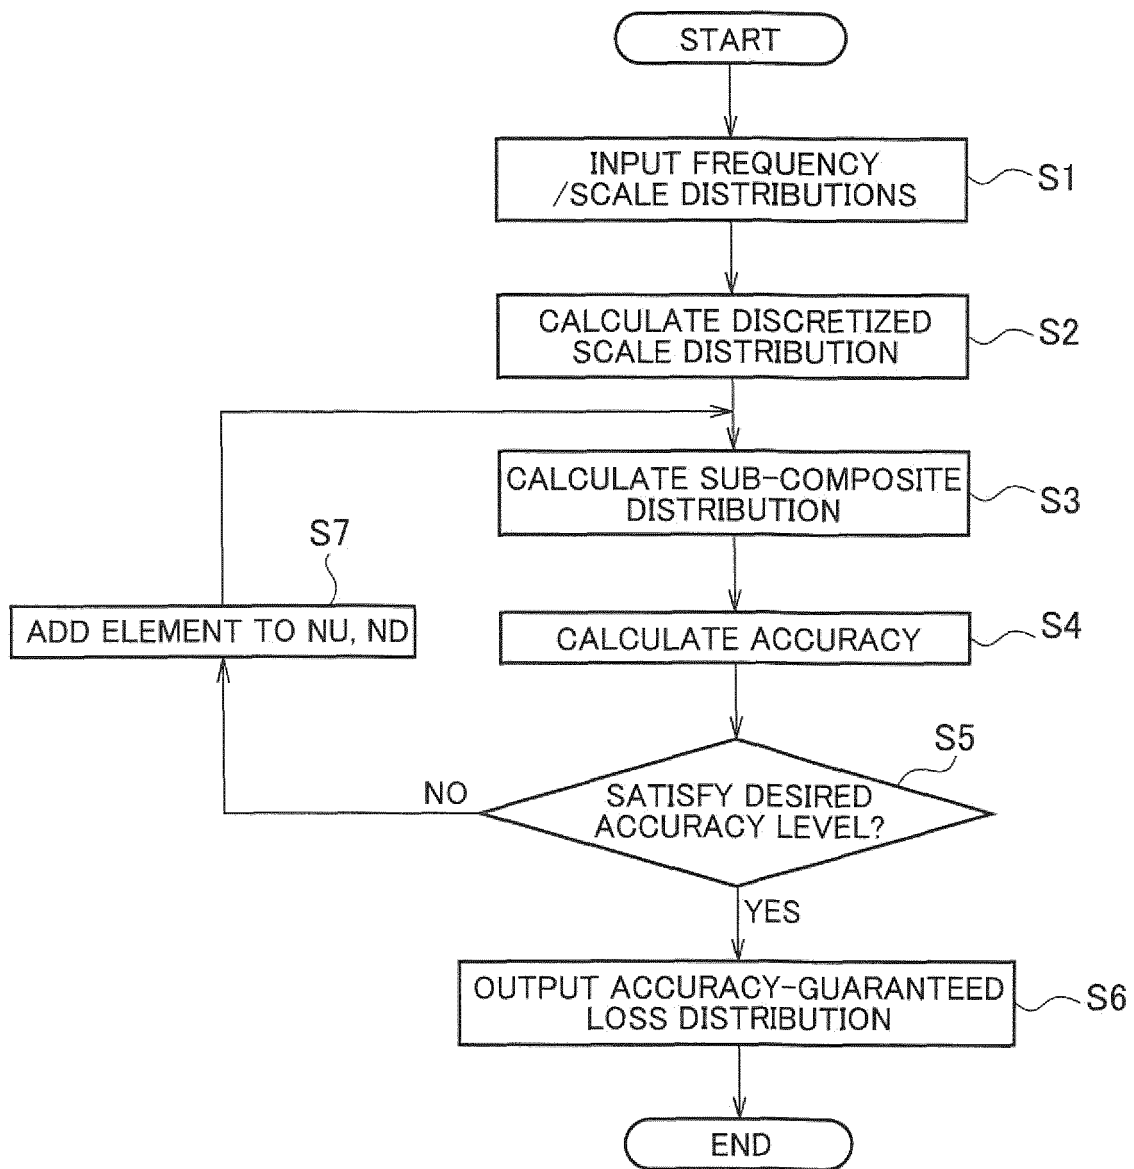 START
INPUT FREQUENCY
/SCALE DISTRIBUTIONS
S1
CALCULATE DISCRETIZED
SCALE DISTRIBUTION
S2
CALCULATE SUB-COMPOSITE
DISTRIBUTION
S3
S7
ADD ELEMENT TO NU, ND
CALCULATE ACCURACY
S4
S5
NO
SATISFY DESIRED
ACCURACY LEVEL?
YES
OUTPUT ACCURACY-GUARANTEED
LOSS DISTRIBUTION
S6
END